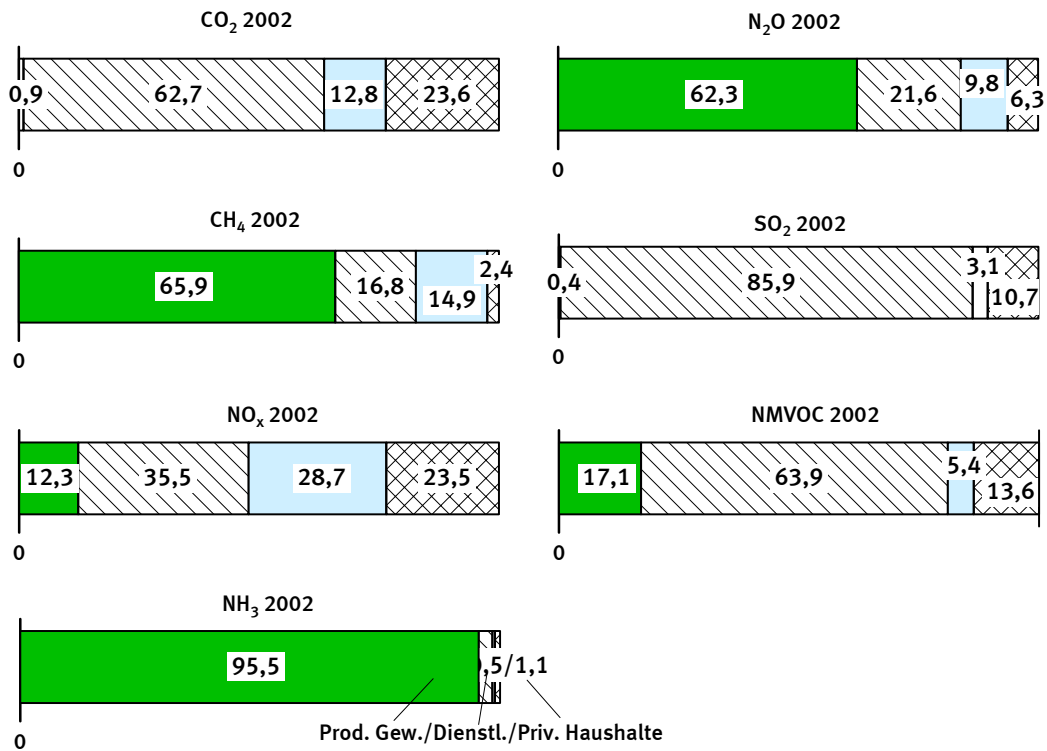 CO₂ 2002
0,9 62,7 12,8 23,6
0
N₂O 2002
62,3 21,6 9,8 6,3
0
CH₄ 2002
65,9 16,8 14,9 2,4
0
SO₂ 2002
0,4 85,9 3,1 10,7
0
NOₓ 2002
12,3 35,5 28,7 23,5
0
NMVOC 2002
17,1 63,9 5,4 13,6
0
NH₃ 2002
95,5 ,5/1,1
Prod. Gew./Dienstl./Priv. Haushalte
0